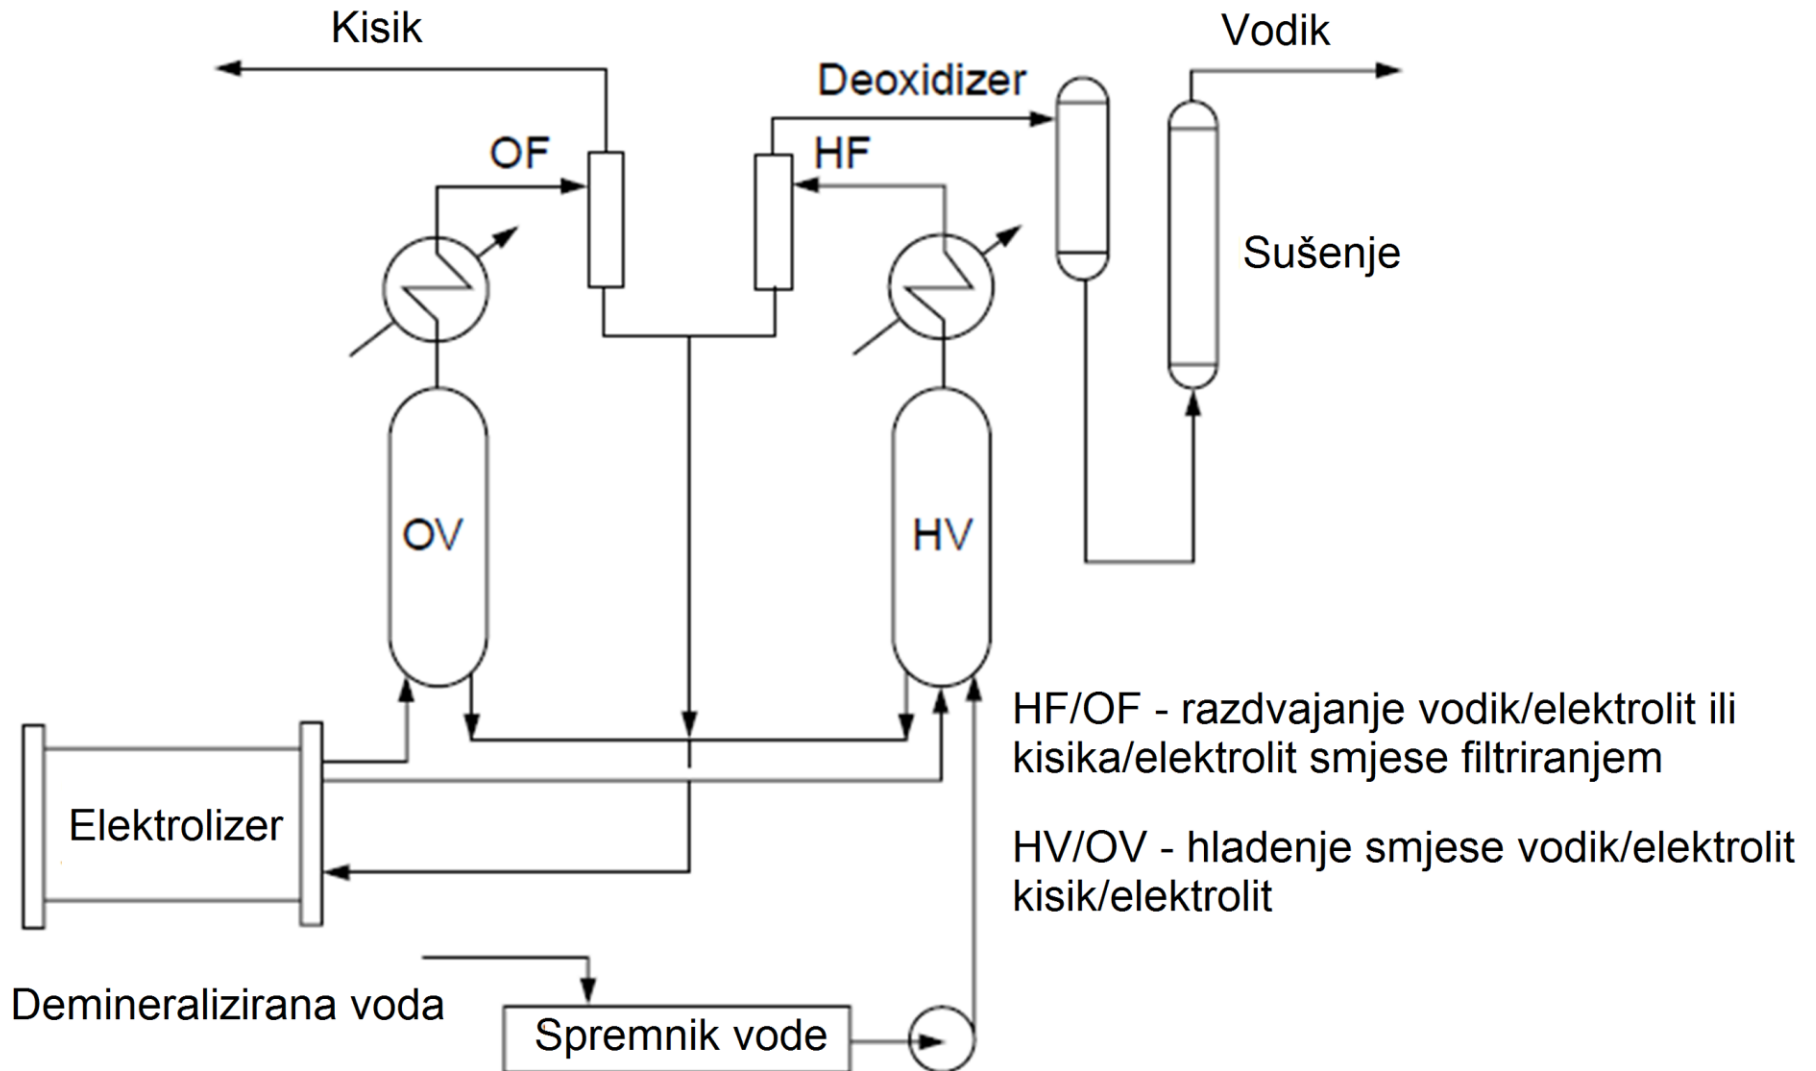 Kisik
Vodik
Deoxidizer
OF
HF
Sušenje
OV
HV
HF/OF - razdvajanje vodik/elektrolit ili
kisika/elektrolit smjese filtriranjem
Elektrolizer
HV/OV - hladenje smjese vodik/elektrolit
kisik/elektrolit
Demineralizirana voda
Spremnik vode